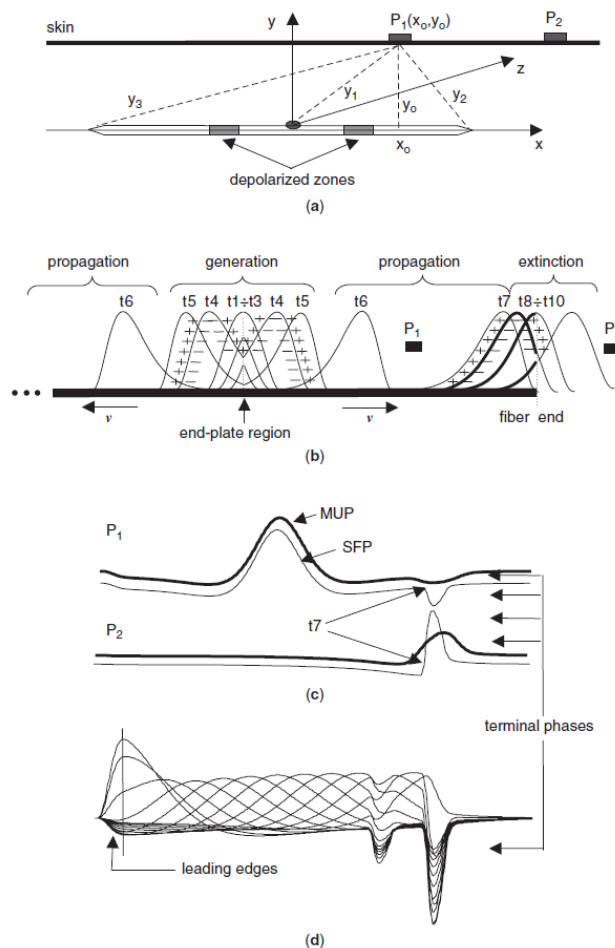 skin
y
P1(xo,yo)
P2
z
y3
y1
yo
y2
xo
x
depolarized zones
(a)
propagation
generation
propagation
extinction
t6
t5 t4 t1÷t3 t4 t5
t6
t7 t8÷t10
P1
P
v
v
end-plate region
fiber end
(b)
MUP
P1
SFP
t7
P2
(c)
terminal phases
leading edges
(d)